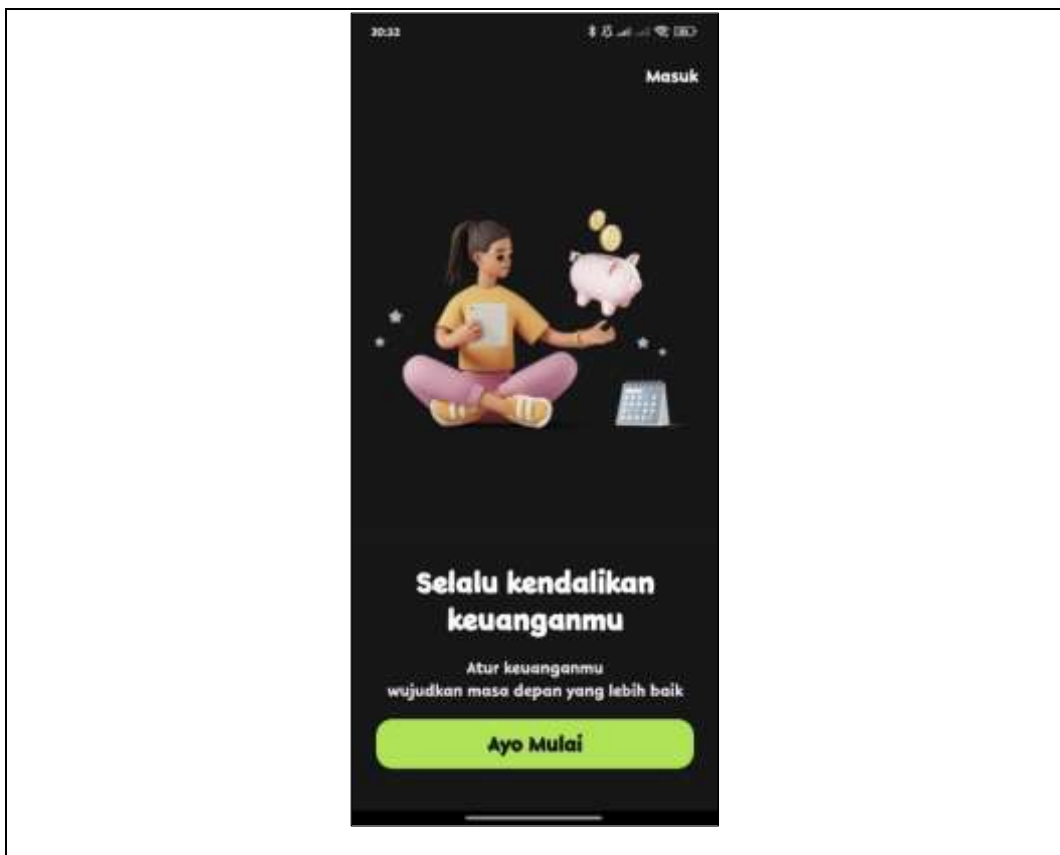 20:32
Masuk
Selalu kendalikan
keuanganmu
Atur keuanganmu
wujudkan masa depan yang lebih baik
Ayo Mulai